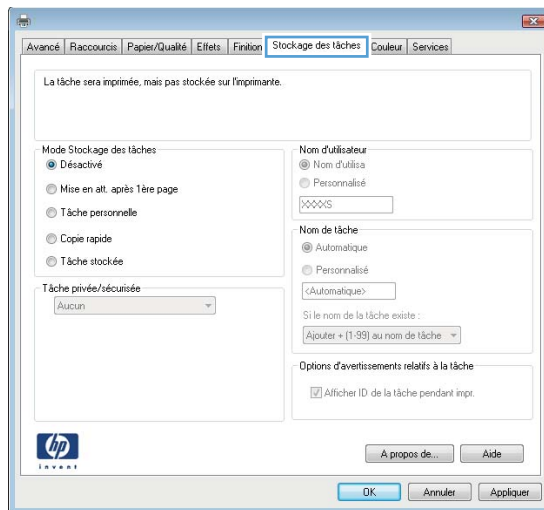 Avancé
Raccourcis
Papier/Qualité
Effets
Finition
Stockage des tâches
Couleur
Services
La tâche sera imprimée, mais pas stockée sur l'imprimante.
Mode Stockage des tâches
Désactivé
Mise en att. après 1ère page
Tâche personnelle
Copie rapide
Tâche stockée
Tâche privée/sécurisée
Aucun
Nom d'utilisateur
Nom d'utilisa
Personnalisé
XXXXS
Nom de tâche
Automatique
Personnalisé
<Automatique>
Si le nom de la tâche existe :
Ajouter + (1-99) au nom de tâche
Options d'avertissements relatifs à la tâche
Afficher ID de la tâche pendant impr.
hp
invent
A propos de...
Aide
OK
Annuler
Appliquer